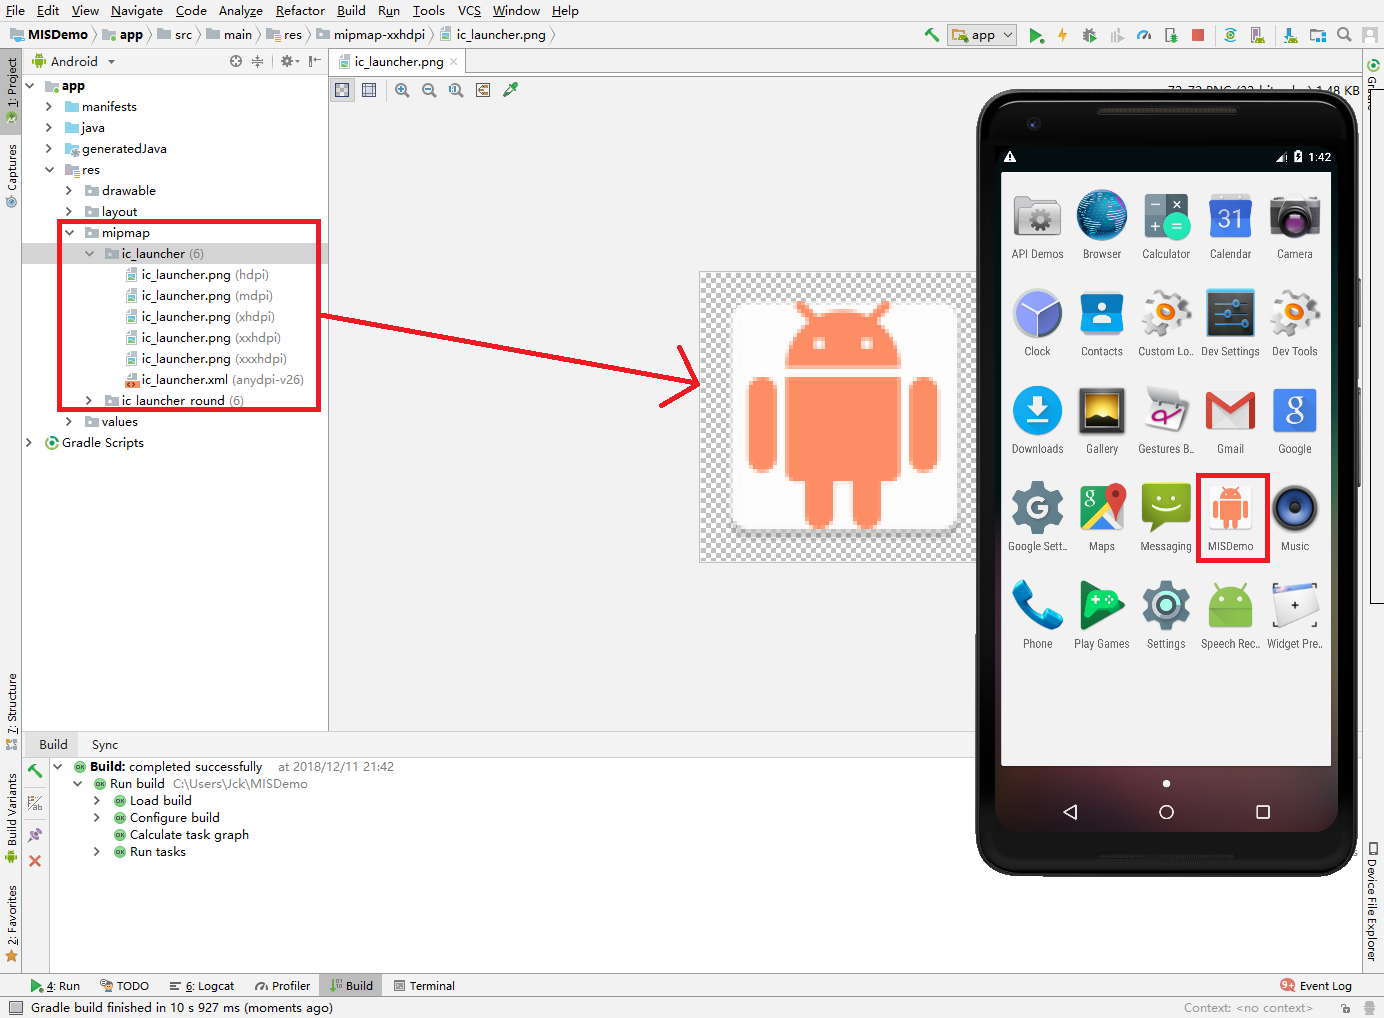 File Edit View Navigate Code Analyze Refactor Build Run Tools VCS Window Help
MISDemo app src main res mipmap-xxhdpi ic_launcher.png
app
Android
ic_launcher.png
1: Project
Captures
7: Structure
Build Variants
2: Favorites
app
manifests
java
generatedJava
res
drawable
layout
mipmap
ic_launcher (6)
ic_launcher.png (hdpi)
ic_launcher.png (mdpi)
ic_launcher.png (xhdpi)
ic_launcher.png (xxhdpi)
ic_launcher.png (xxxhdpi)
ic_launcher.xml (anydpi-v26)
ic_launcher_round (6)
values
Gradle Scripts
1:42
API Demos Browser Calculator Calendar Camera
31
Clock Contacts Custom Lo.. Dev Settings Dev Tools
Downloads Gallery Gestures B.. Gmail Google
Google Sett.. Maps Messaging MISDemo Music
Phone Play Games Settings Speech Rec.. Widget Pre..
Device File Explorer
Build Sync
Build: completed successfully at 2018/12/11 21:42
Run build C:\Users\Jck\MISDemo
Load build
Configure build
Calculate task graph
Run tasks
4: Run TODO 6: Logcat Profiler Build Terminal 9+ Event Log
Gradle build finished in 10 s 927 ms (moments ago) Context: <no context>